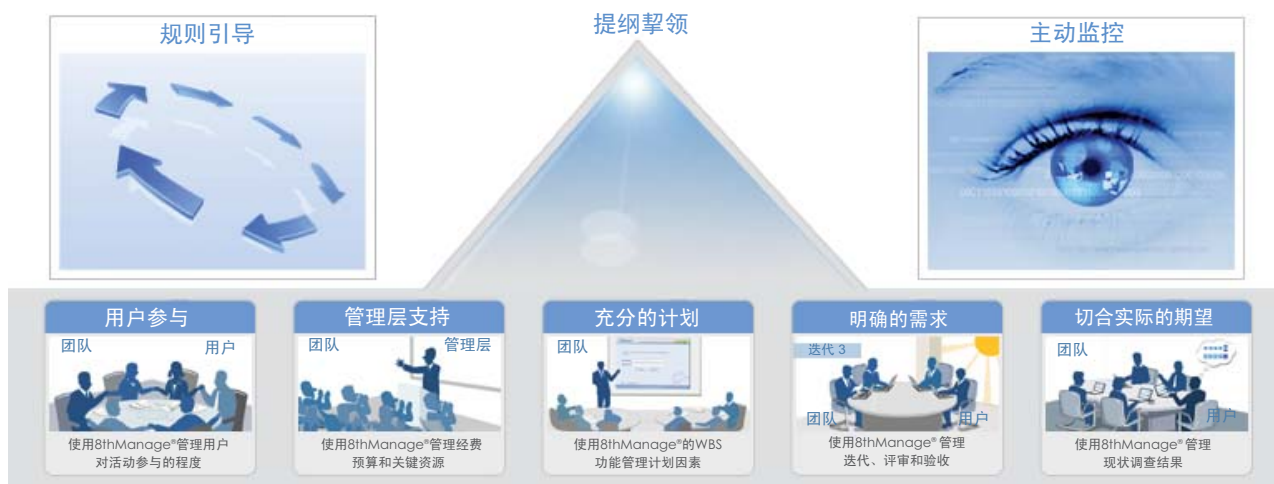 规则引导
提纲挈领
主动监控
用户参与
团队
用户
使用8thManage®管理用户
对活动参与的程度
管理层支持
团队
管理层
使用8thManage®管理经费
预算和关键资源
充分的计划
团队
使用8thManage®的WBS
功能管理计划因素
明确的需求
迭代 3
团队
用户
使用8thManage®管理
迭代、评审和验收
切合实际的期望
团队
用户
使用8thManage®管理
现状调查结果